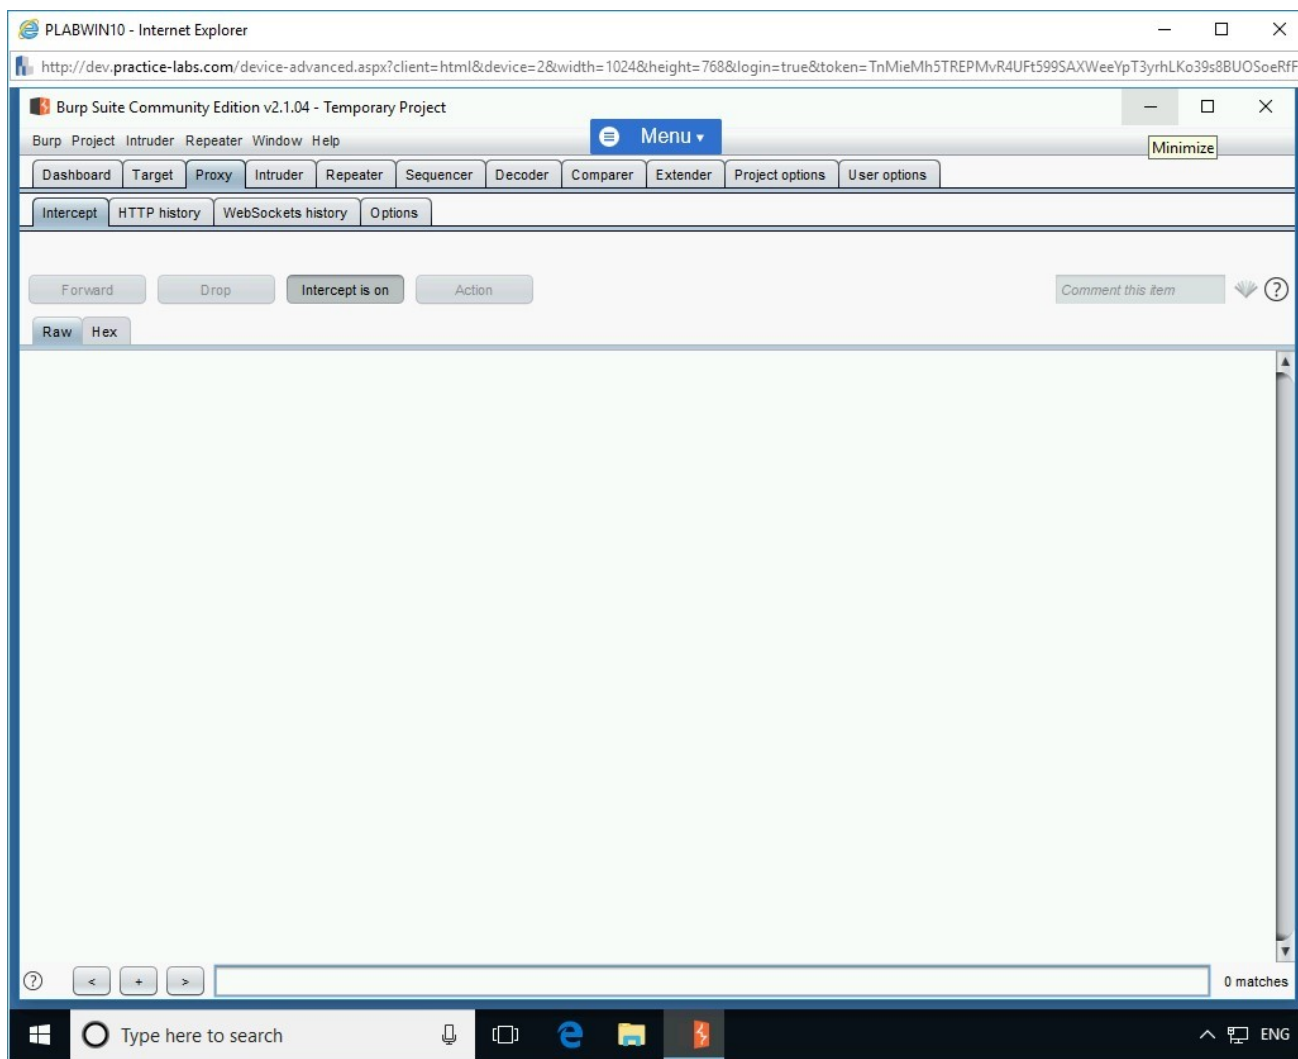 PLABWIN10 - Internet Explorer
http://dev.practice-labs.com/device-advanced.aspx?client=html&device=2&width=1024&height=768&login=true&token=TnMieMh5TREPMvR4UFt599SAXWeeYpT3yrhLKo39s8BUOSoeRfF
Burp Suite Community Edition v2.1.04 - Temporary Project
Menu
Burp Project Intruder Repeater Window Help
Minimize
Dashboard Target Proxy Intruder Repeater Sequencer Decoder Comparer Extender Project options User options
Intercept HTTP history WebSockets history Options
Forward Drop Intercept is on Action Comment this item ?
Raw Hex
? < + > 0 matches
Type here to search ENG